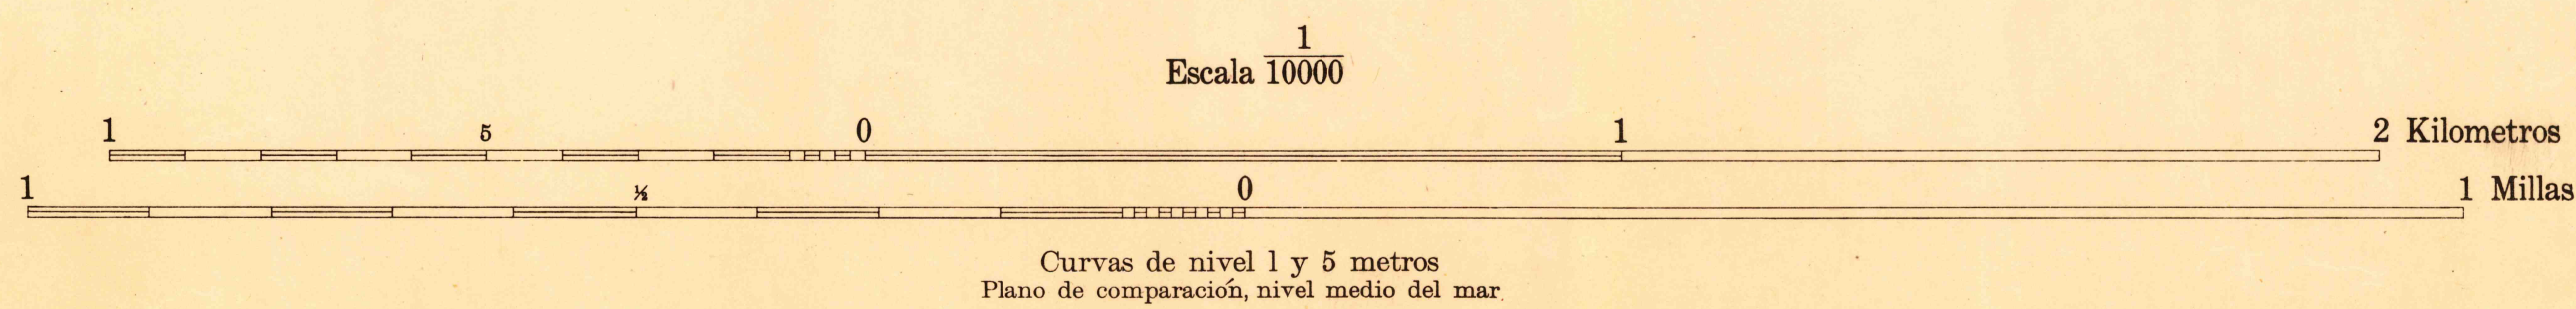 Escala 1/10000
1 5 0 1 2 Kilometros
1 ½ 0 1 Millas
Curvas de nivel 1 y 5 metros
Plano de comparación, nivel medio del mar.